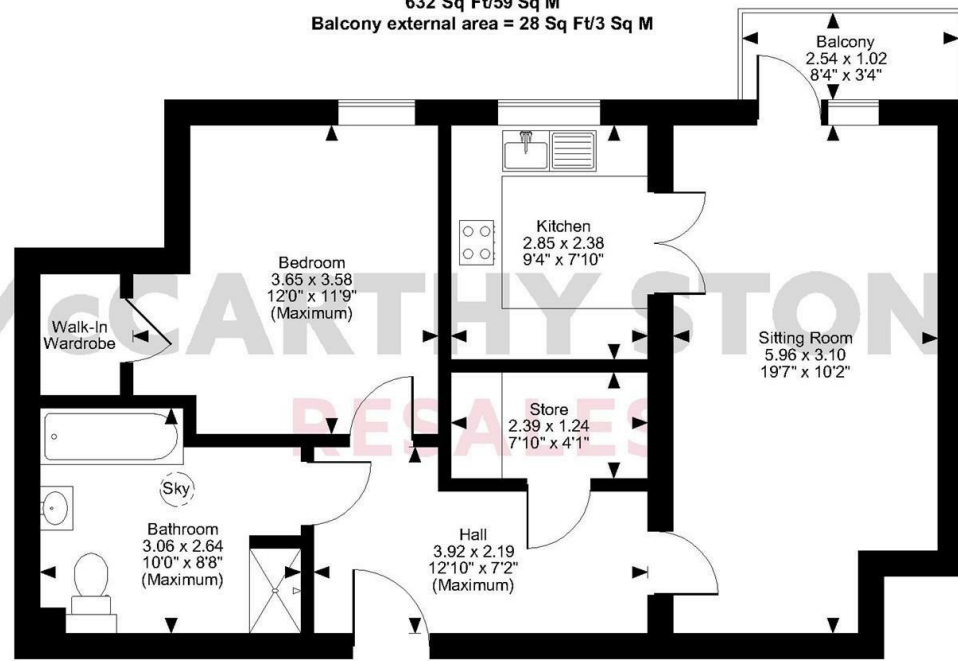 632 Sq Ft/59 Sq M
Balcony external area = 28 Sq Ft/3 Sq M
Balcony
2.54 x 1.02
8'4" x 3'4"
Kitchen
2.85 x 2.38
9'4" x 7'10"
Bedroom
3.65 x 3.58
12'0" x 11'9"
(Maximum)
Walk-In
Wardrobe
Sitting Room
5.96 x 3.10
19'7" x 10'2"
McCARTHY STON
RESALES
Store
2.39 x 1.24
7'10" x 4'1"
Sky
Bathroom
3.06 x 2.64
10'0" x 8'8"
(Maximum)
Hall
3.92 x 2.19
12'10" x 7'2"
(Maximum)